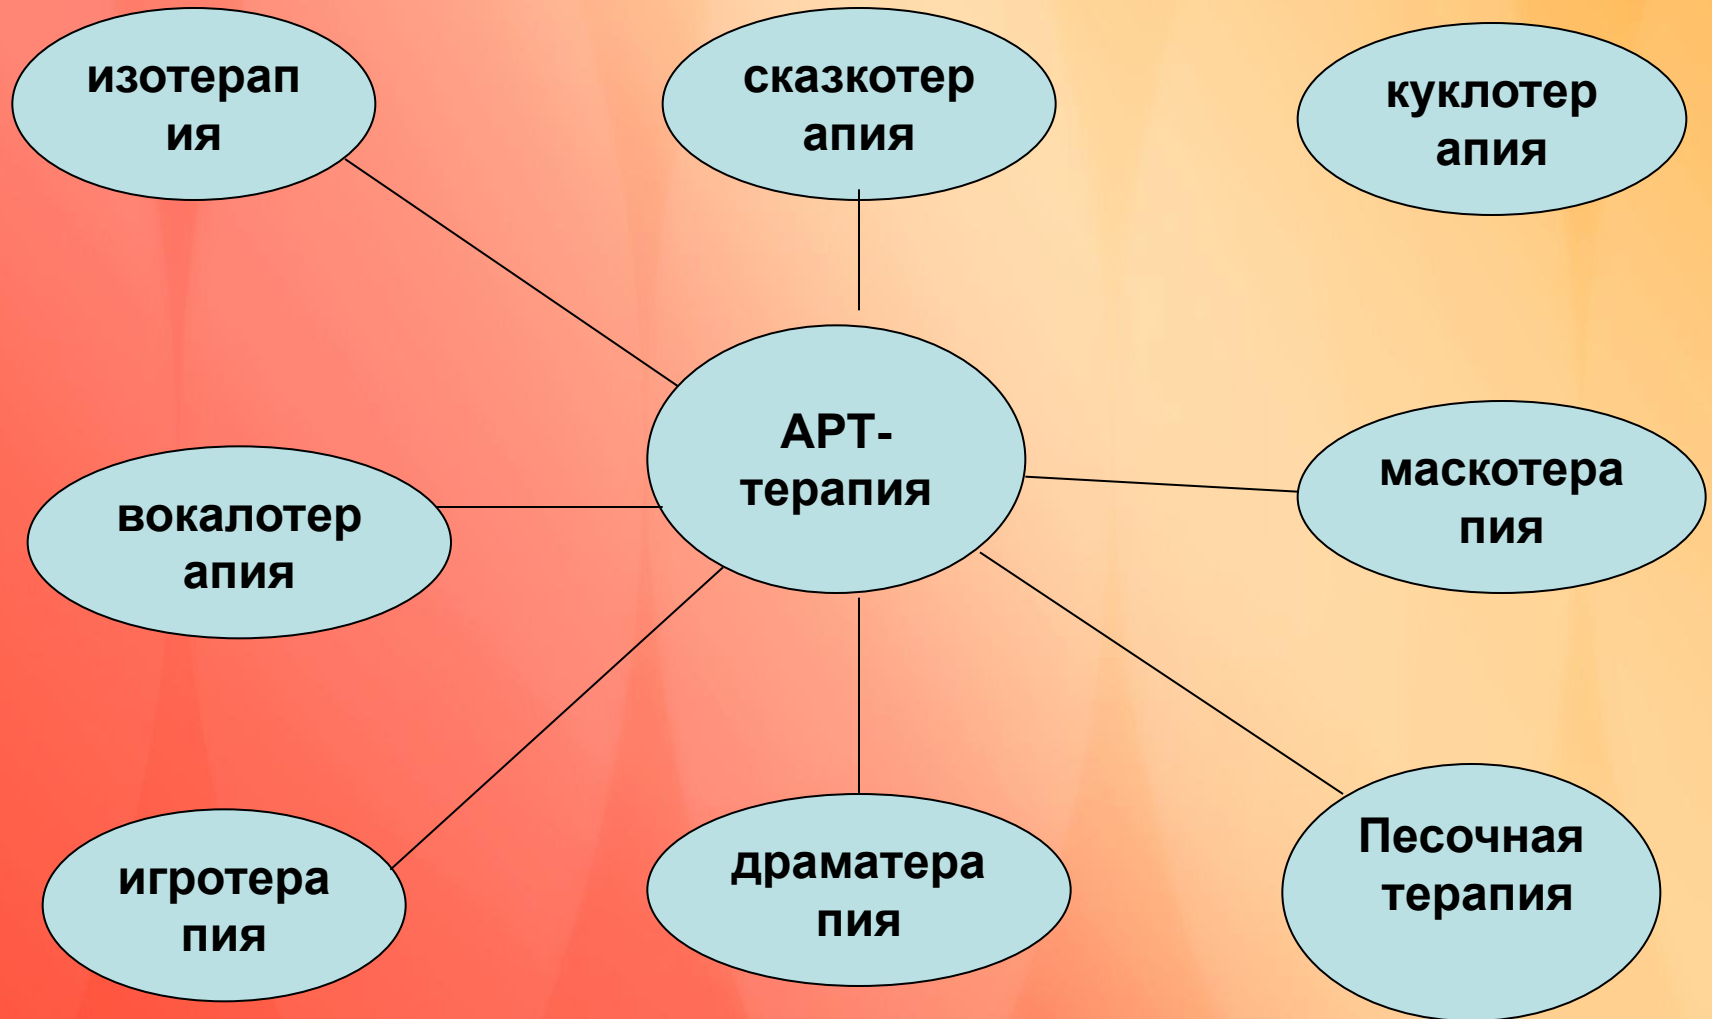 изотерап
ия
сказкотер
апия
куклотер
апия
АРТ-
терапия
вокалотер
апия
маскотера
пия
игротера
пия
драматера
пия
Песочная
терапия